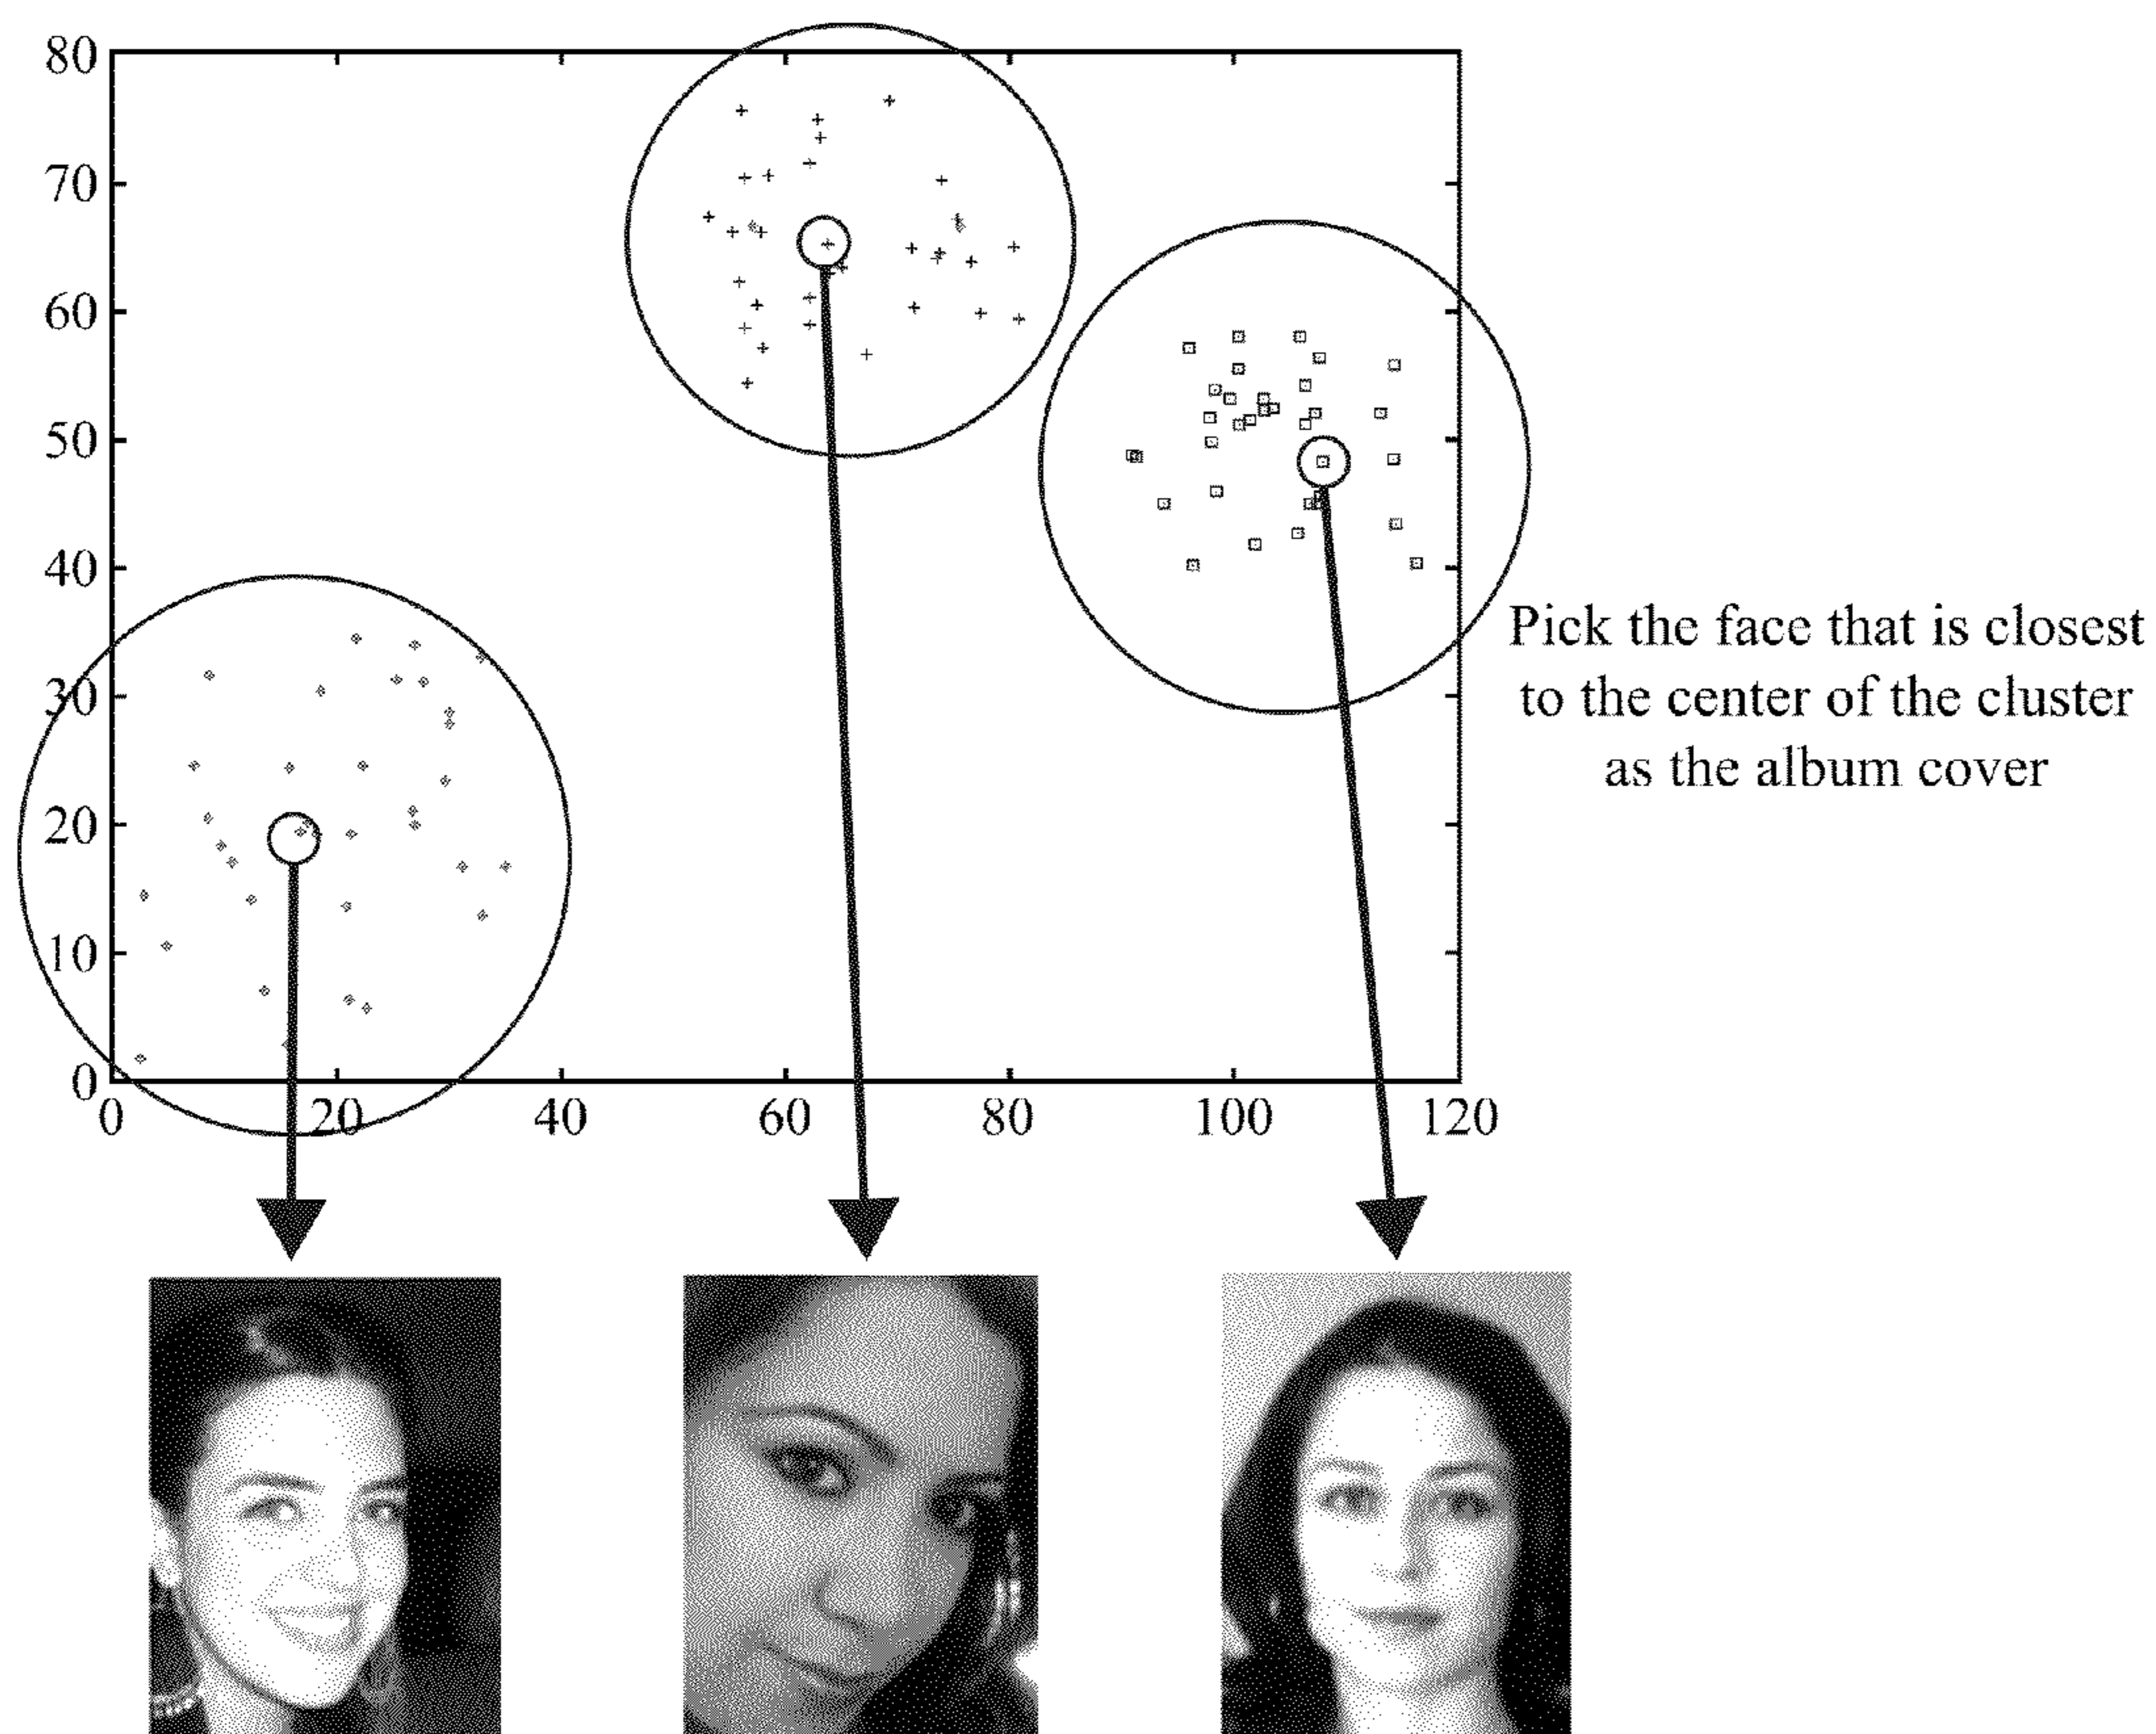 80
70
60
50
40
30
20
10
0
0 20 40 60 80 100 120
Pick the face that is closest
to the center of the cluster
as the album cover